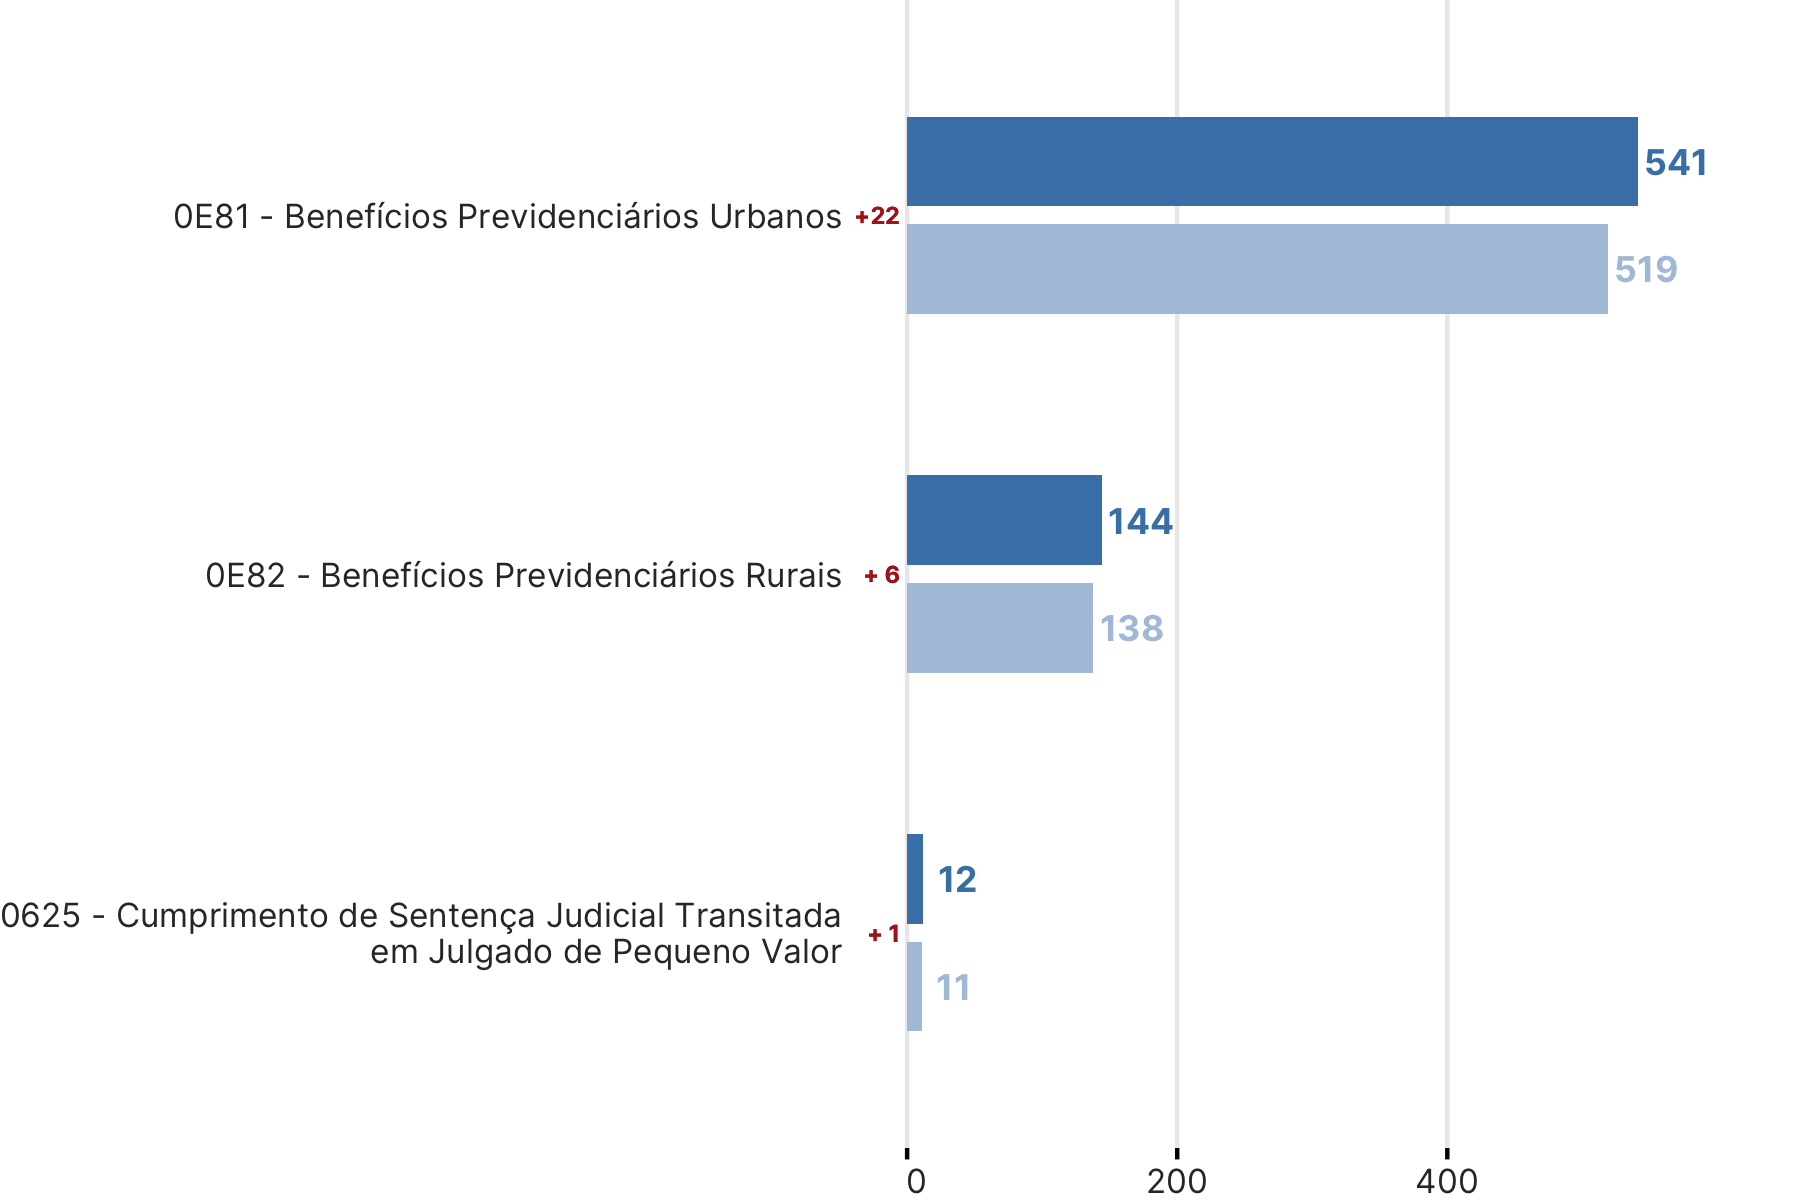 541
0E81 - Benefícios Previdenciários Urbanos +22
519
144
0E82 - Benefícios Previdenciários Rurais + 6
138
12
0625 - Cumprimento de Sentença Judicial Transitada
em Julgado de Pequeno Valor
+ 1
11
0 200 400